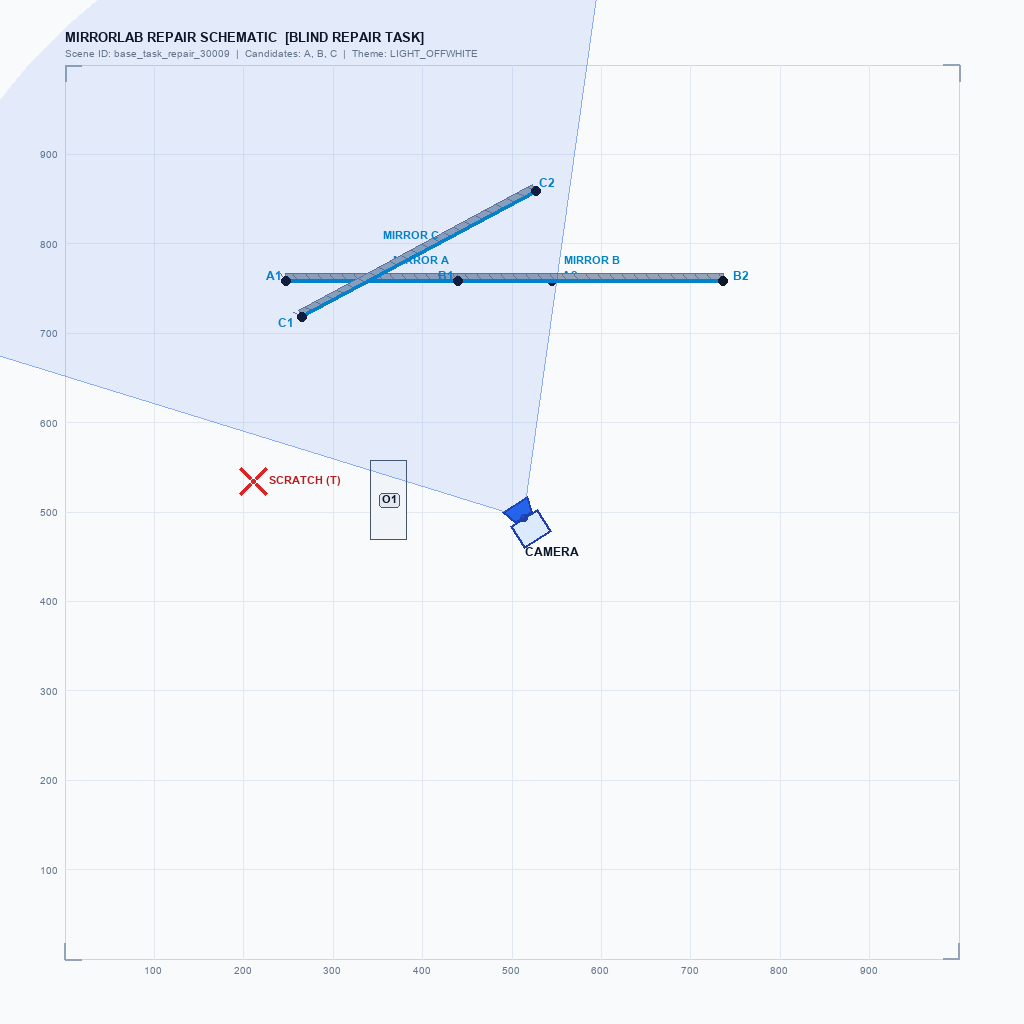 MIRRORLAB REPAIR SCHEMATIC [BLIND REPAIR TASK]
Scene ID: base_task_repair_30009 | Candidates: A, B, C | Theme: LIGHT_OFFWHITE
900
C2
MIRROR C
800
MIRROR B
A1
B1
B2
C1
700
600
SCRATCH (T)
O1
500
CAMERA
400
300
200
100
100 200 300 400 500 600 700 800 900